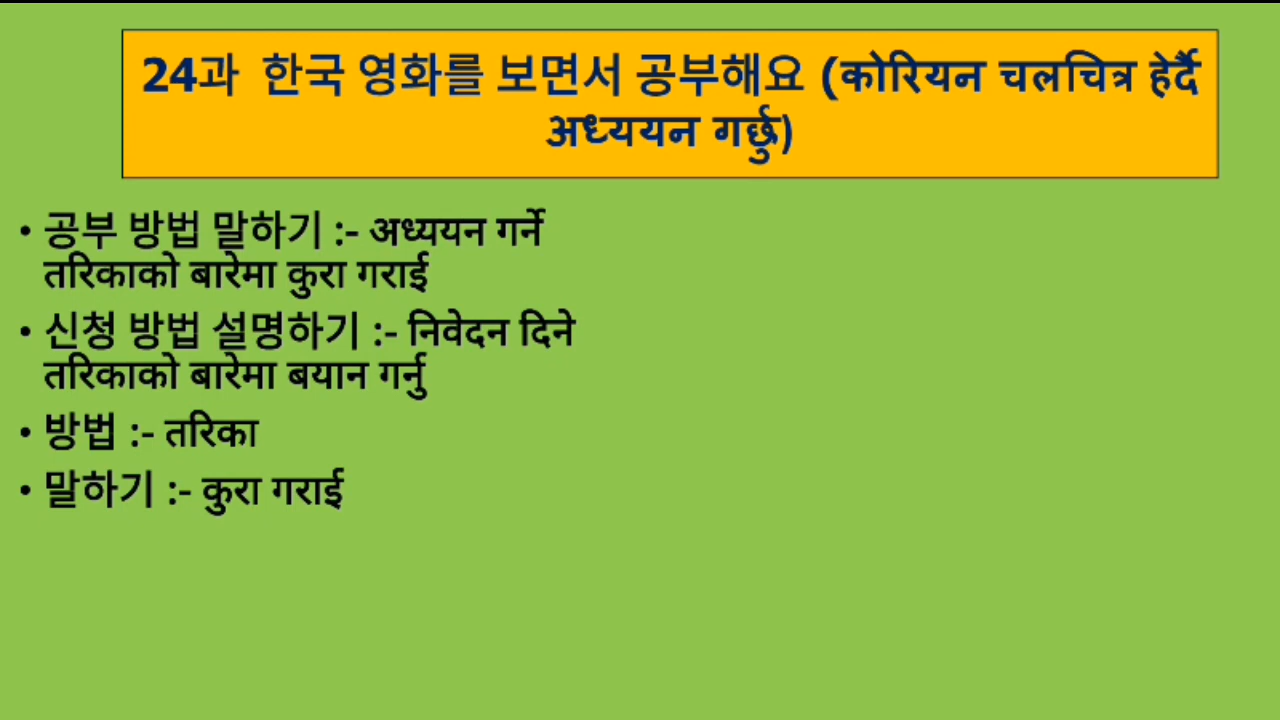 24과 한국 영화를 보면서 공부해요 (कोरियन चलचित्र हेर्दै
अध्ययन गर्छु)
• 공부 방법 말하기 :- अध्ययन गर्ने
तरिकाको बारेमा कुरा गराई
• 신청 방법 설명하기 :- निवेदन दिने
तरिकाको बारेमा बयान गर्नु
• 방법 :- तरिका
• 말하기 :- कुरा गराई